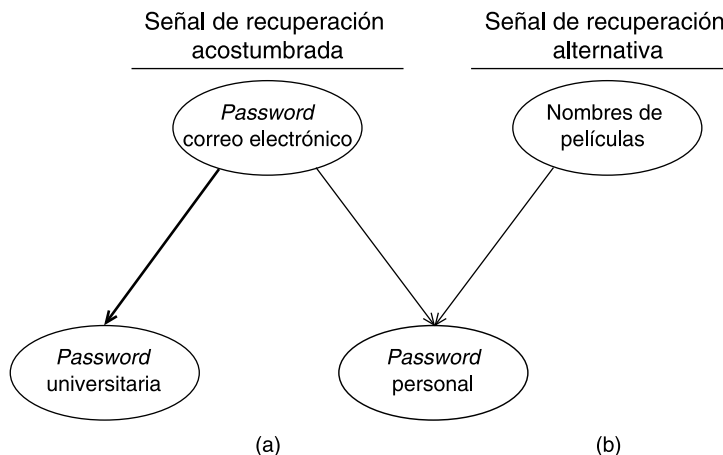 Señal de recuperación
acostumbrada
Señal de recuperación
alternativa
Password
correo electrónico
Nombres de
películas
Password
universitaria
Password
personal
(a)
(b)